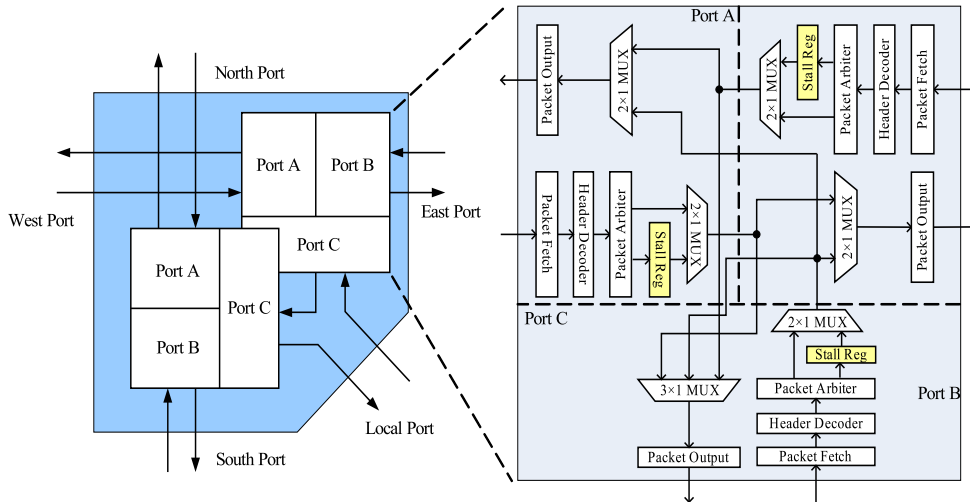 North Port
Port A
Port B
West Port
East Port
Port C
Port A
Port C
Port B
Local Port
South Port
Port A
Packet Output
2×1 MUX
2×1 MUX
Stall Reg
Packet Arbiter
Header Decoder
Packet Fetch
Packet Fetch
Header Decoder
Packet Arbiter
Stall Reg
2×1 MUX
2×1 MUX
Packet Output
Port C
2×1 MUX
Stall Reg
3×1 MUX
Packet Arbiter
Port B
Header Decoder
Packet Output
Packet Fetch